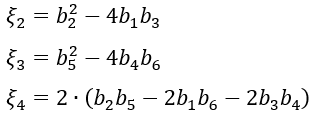 ξ₂ = b₂² − 4b₁b₃
ξ₃ = b₅² − 4b₄b₆
ξ₄ = 2 · (b₂b₅ − 2b₁b₆ − 2b₃b₄)